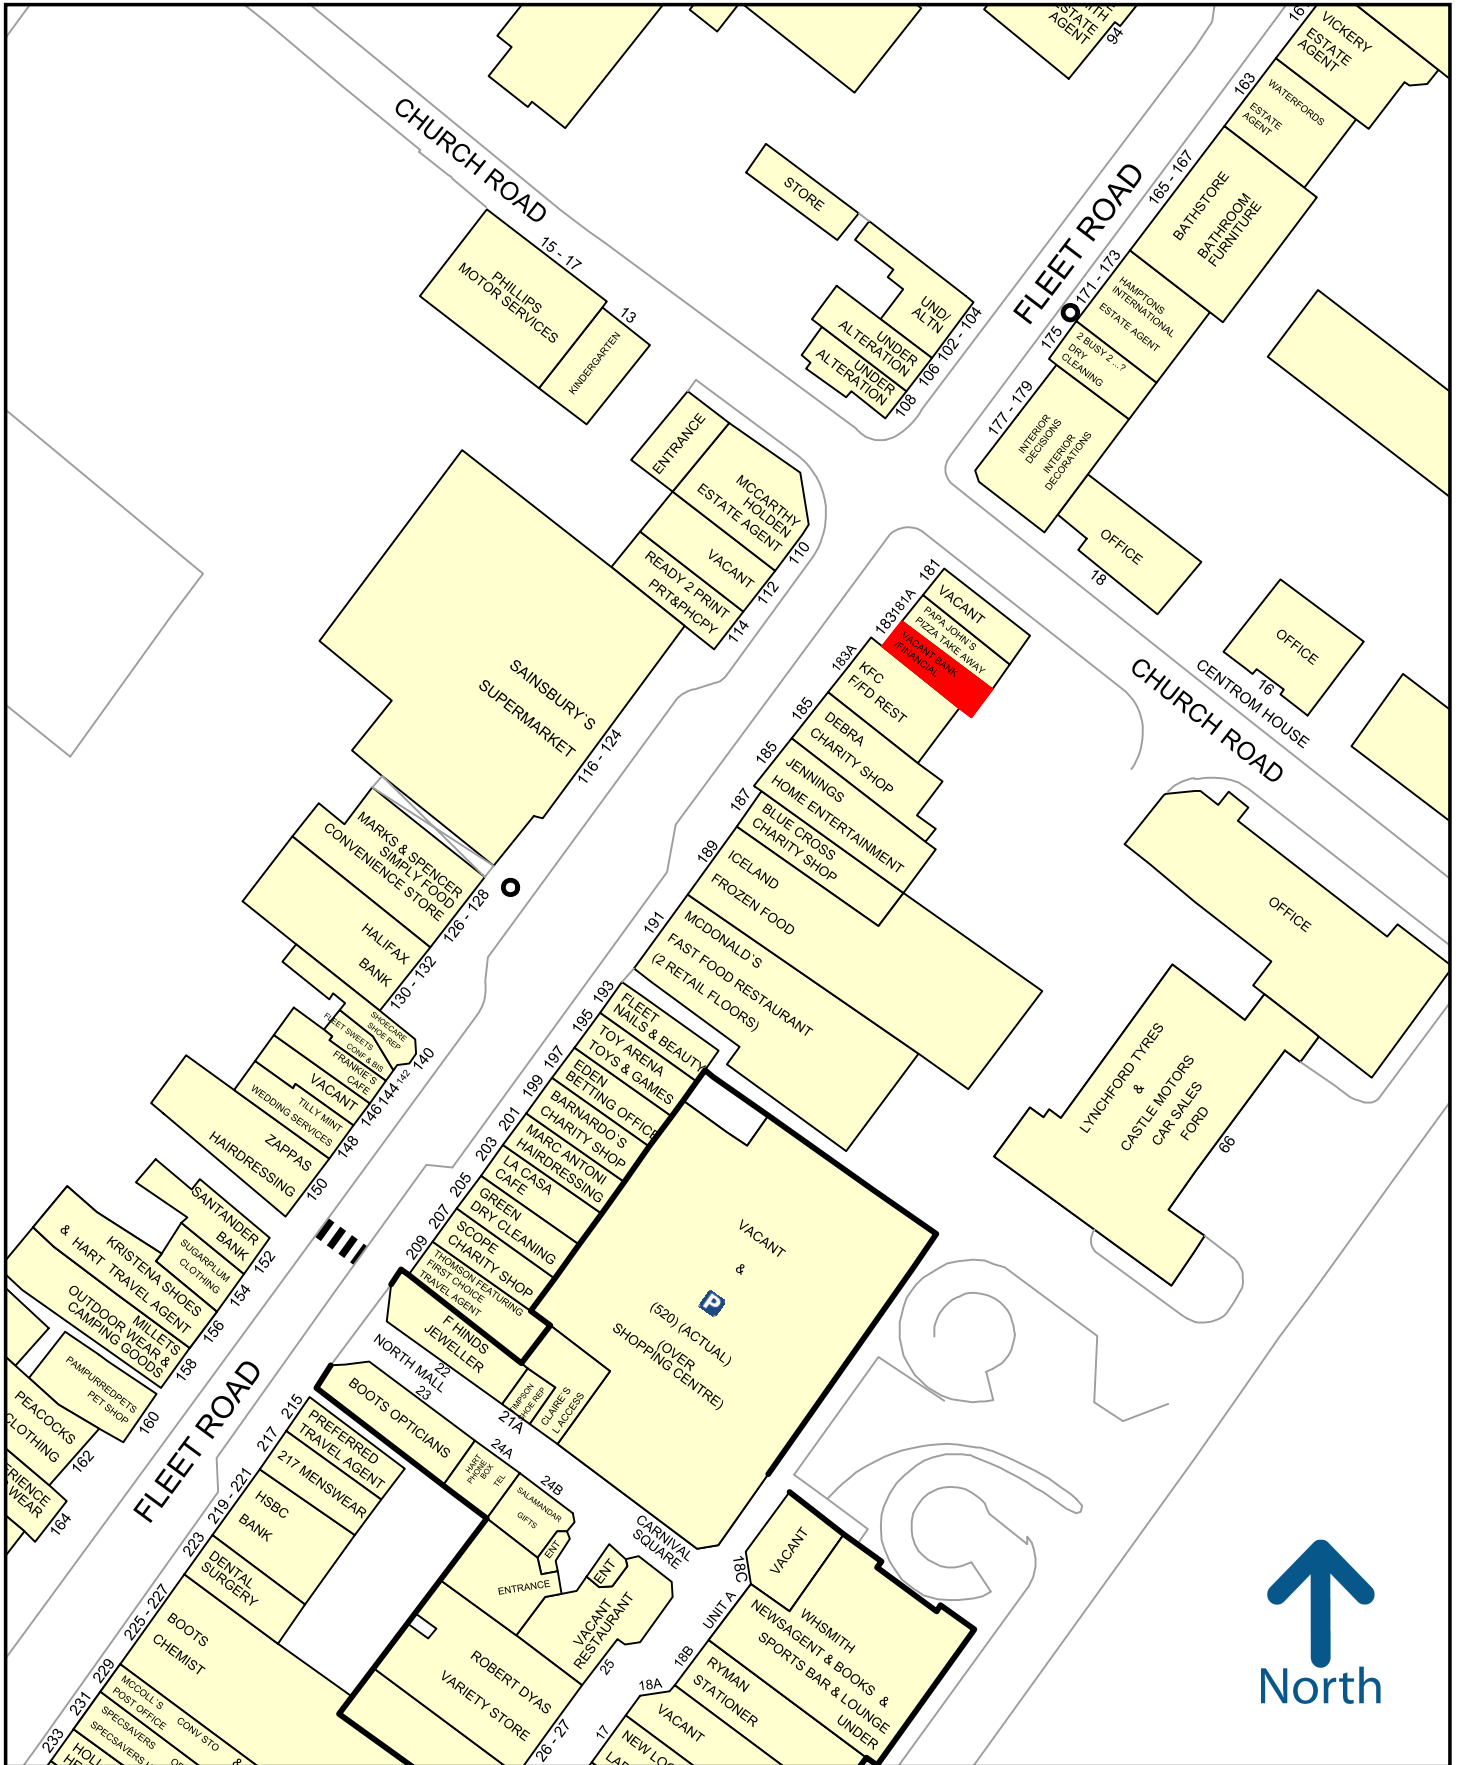 CHURCH ROAD
ESTATE
AGENT
94
VICKERY
ESTATE
AGENT
163
WATERFORDS
ESTATE
AGENT
165 - 167
BATHSTORE
BATHROOM
FURNITURE
FLEET ROAD
171 - 173
HAMPTONS
INTERNATIONAL
ESTATE AGENT
175
2 BUSY 2 ...?
DRY
CLEANING
177 - 179
INTERIOR
DECISIONS
INTERIOR
DECORATIONS
STORE
UND/
ALTN
102 - 104
UNDER
ALTERATION
106
UNDER
ALTERATION
108
15 - 17
PHILLIPS
MOTOR SERVICES
13
KINDERGARTEN
ENTRANCE
MCCARTHY
HOLDEN
ESTATE AGENT
110
VACANT
112
READY 2 PRINT
PRT&PHCPY
114
OFFICE
18
OFFICE
16
CENTROM HOUSE
CHURCH ROAD
181
VACANT
181A
PAPA JOHN`S
PIZZA TAKE AWAY
183
VACANT BANK
/FINANCIAL
183A
KFC
F/FD REST
185
DEBRA
CHARITY SHOP
185
JENNINGS
HOME ENTERTAINMENT
187
BLUE CROSS
CHARITY SHOP
189
ICELAND
FROZEN FOOD
191
MCDONALD`S
FAST FOOD RESTAURANT
(2 RETAIL FLOORS)
SAINSBURY`S
SUPERMARKET
116 - 124
MARKS & SPENCER
SIMPLY FOOD
CONVENIENCE STORE
126 - 128
HALIFAX
BANK
130 - 132
SHOECARE
SHOE REP
140
FLEET SWEETS
CONF & BIS
142
FRANKIE`S
CAFE
144
VACANT
146
TILLY MINT
WEDDING SERVICES
148
ZAPPAS
HAIRDRESSING
150
OFFICE
LYNCHFORD TYRES
&
CASTLE MOTORS
CAR SALES
FORD
66
193
FLEET
NAILS & BEAUTY
195
TOY ARENA
TOYS & GAMES
197
EDEN
BETTING OFFICE
199
BARNARDO`S
CHARITY SHOP
201
MARC ANTONI
HAIRDRESSING
203
LA CASA
CAFE
205
GREEN
DRY CLEANING
207
SCOPE
CHARITY SHOP
209
THOMSON FEATURING
FIRST CHOICE
TRAVEL AGENT
VACANT
&
P
(520) (ACTUAL)
(OVER
SHOPPING CENTRE)
SANTANDER
BANK
152
SUGARPLUM
CLOTHING
154
KRISTENA SHOES
& HART TRAVEL AGENT
156
MILLETS
OUTDOOR WEAR &
CAMPING GOODS
158
PAMPURREDPETS
PET SHOP
160
PEACOCKS
CLOTHING
162
164
FLEET ROAD
F HINDS
JEWELLER
22
NORTH MALL
23
BOOTS OPTICIANS
21A
CLAIRE`S
24A
HART
PHONE
BOX
TEL
24B
SALAMANDAR
GIFTS
ENT
ENTRANCE
ENT
CARNIVAL
SQUARE
VACANT
RESTAURANT
25
ROBERT DYAS
VARIETY STORE
26 - 27
215
PREFERRED
TRAVEL AGENT
217
217 MENSWEAR
219 - 221
HSBC
BANK
223
DENTAL
SURGERY
225 - 227
BOOTS
CHEMIST
229
MCCOLL`S
POST OFFICE
CONV STO
&
231
SPECSAVERS
233
18C
VACANT
UNIT A
WHSMITH
NEWSAGENT & BOOKS &
SPORTS BAR & LOUNGE
UNDER
18B
RYMAN
STATIONER
18A
VACANT
17
North